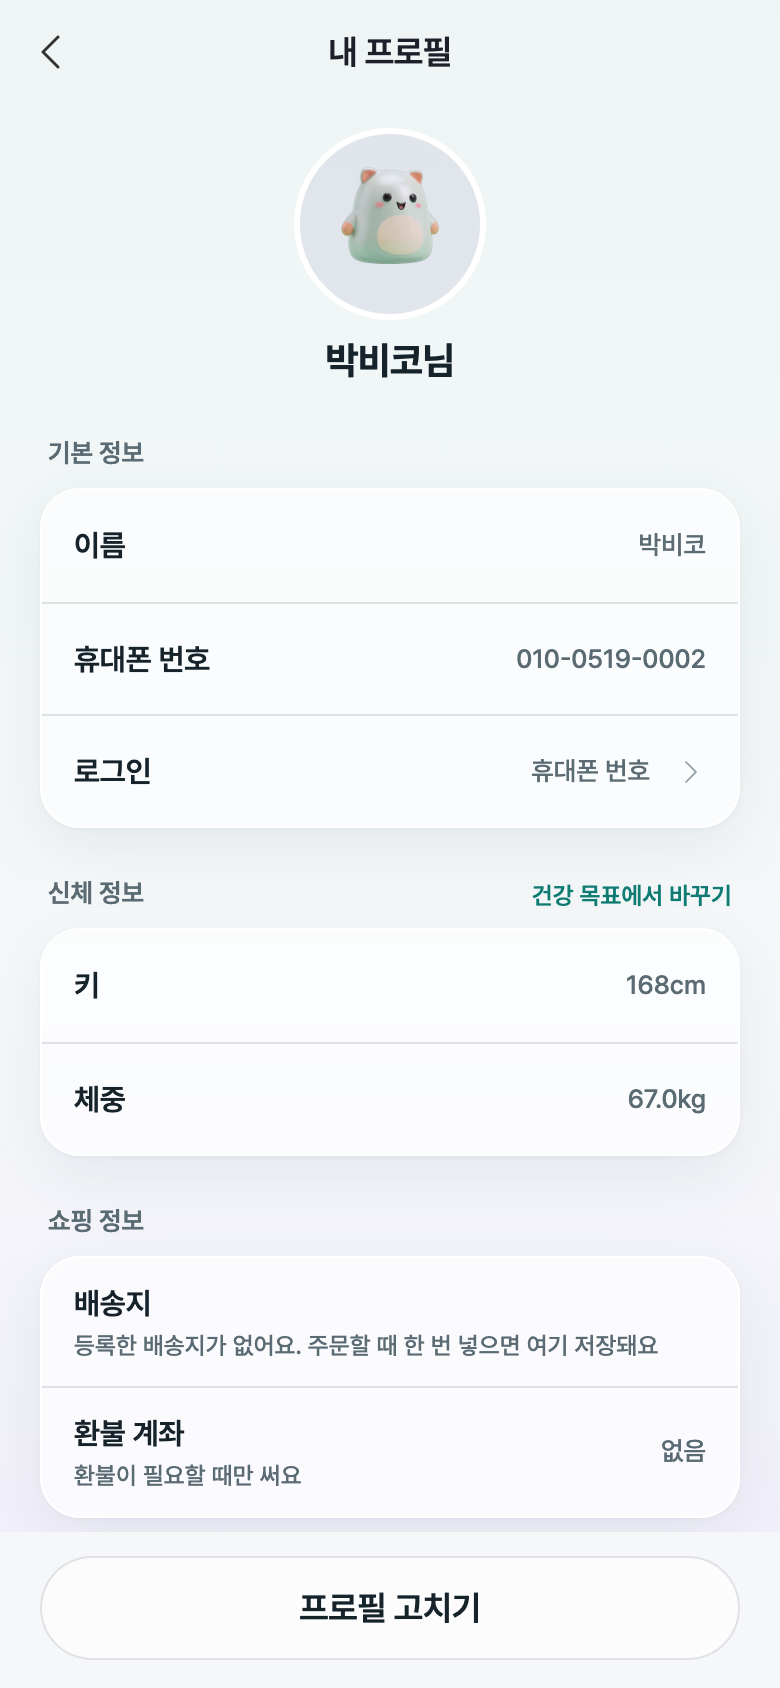 내 프로필
박비코님
기본 정보
이름
박비코
휴대폰 번호
010-0519-0002
로그인
휴대폰 번호
신체 정보
건강 목표에서 바꾸기
키
168cm
체중
67.0kg
쇼핑 정보
배송지
등록한 배송지가 없어요. 주문할 때 한 번 넣으면 여기 저장돼요
환불 계좌
없음
환불이 필요할 때만 써요
프로필 고치기